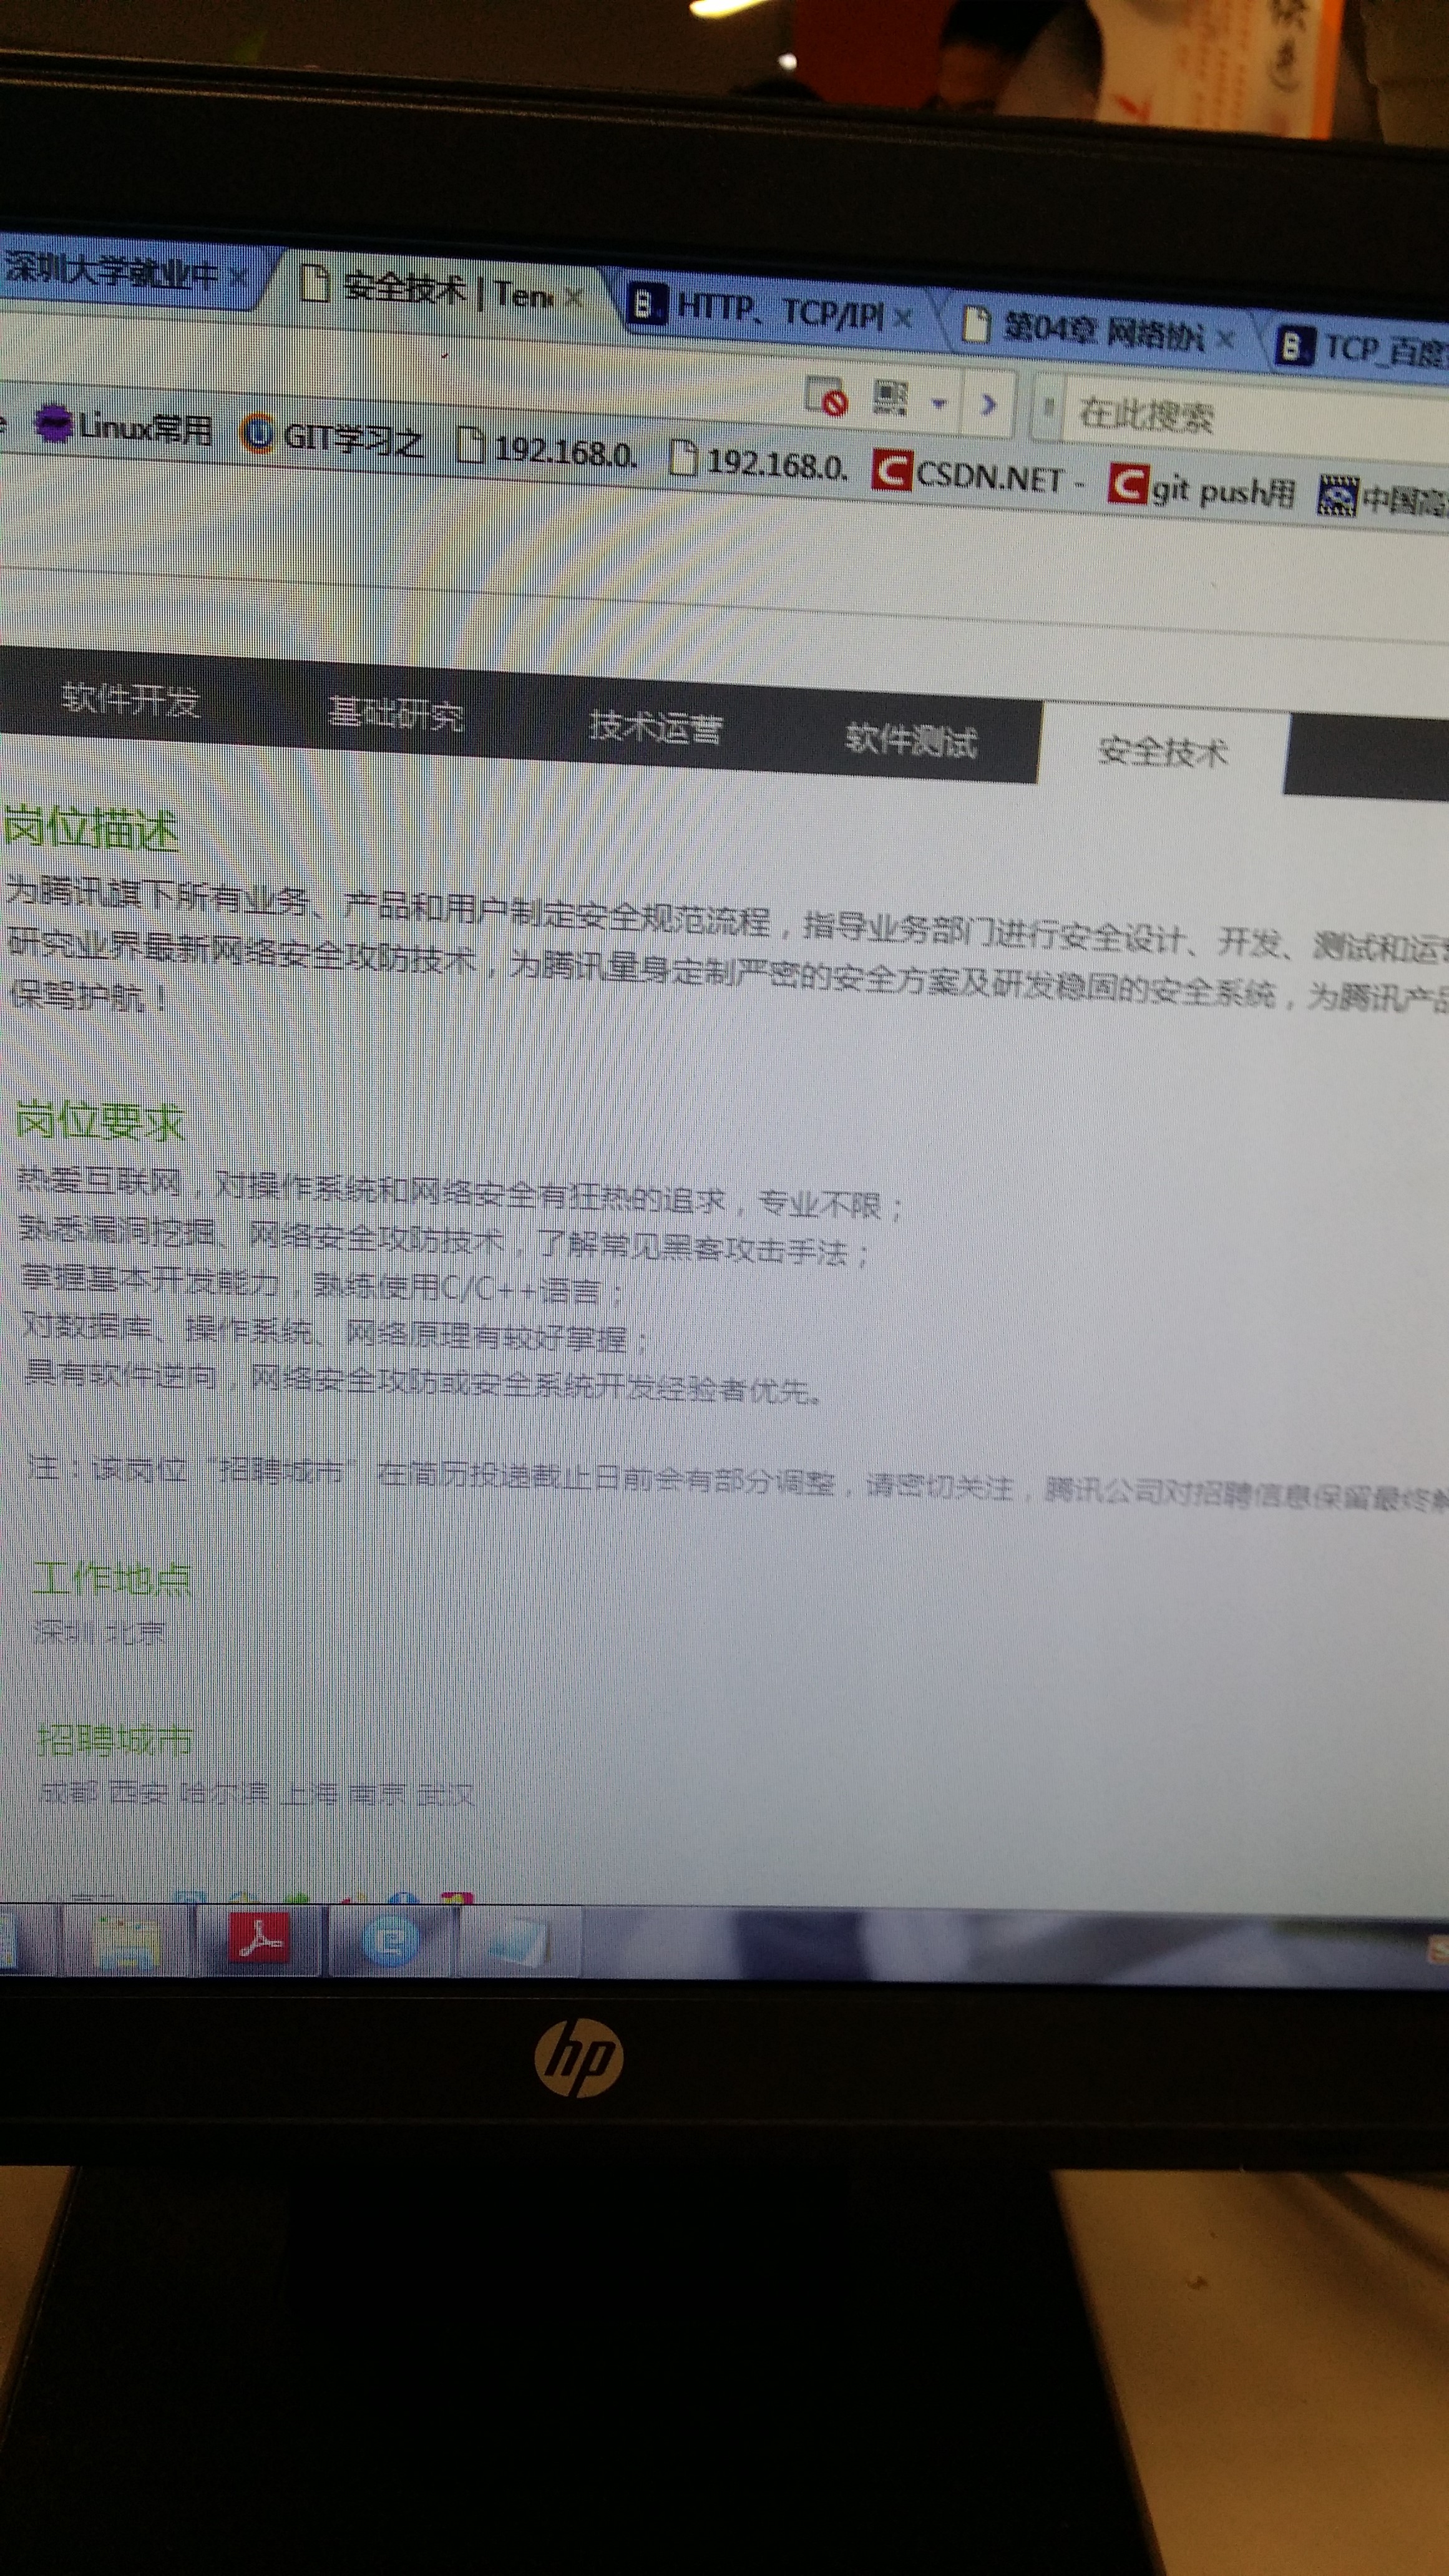 深圳大学就业中
安全技术 | Ten
HTTP、TCP/IP
第04章 网络协
TCP_百度
在此搜索
Linux常用
GIT学习之
192.168.0.
192.168.0.
CSDN.NET -
git push用
中国高
软件开发
基础研究
技术运营
软件测试
安全技术
岗位描述
为腾讯旗下所有业务、产品和用户制定安全规范流程，指导业务部门进行安全设计、开发、测试和运
研究业界最新网络安全攻防技术，为腾讯量身定制严密的安全方案及研发稳固的安全系统，为腾讯产品
保驾护航！
岗位要求
热爱互联网，对操作系统和网络安全有狂热的追求，专业不限；
熟悉漏洞挖掘、网络安全攻防技术，了解常见黑客攻击手法；
掌握基本开发能力，熟练使用C/C++语言；
对数据库、操作系统、网络原理有较好掌握；
具有软件逆向，网络安全攻防或安全系统开发经验者优先。
注：该岗位“招聘城市”在简历投递截止日前会有部分调整，请密切关注，腾讯公司对招聘信息保留最终
工作地点
深圳 北京
招聘城市
成都 西安 哈尔滨 上海 南京 武汉
hp